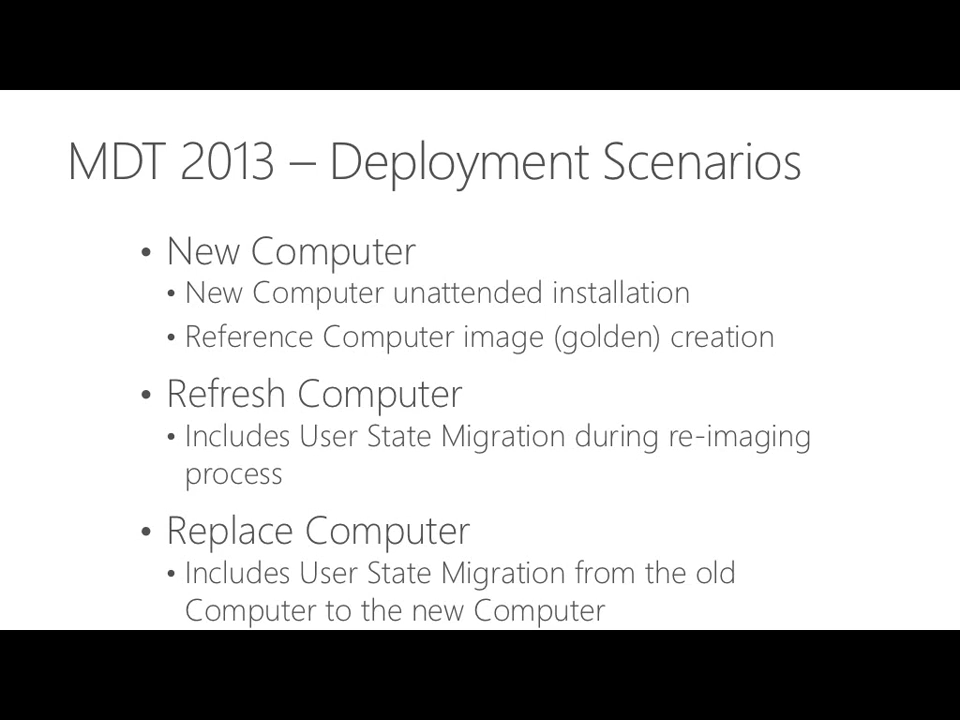 MDT 2013 – Deployment Scenarios
• New Computer
• New Computer unattended installation
• Reference Computer image (golden) creation
• Refresh Computer
• Includes User State Migration during re-imaging
process
• Replace Computer
• Includes User State Migration from the old
Computer to the new Computer